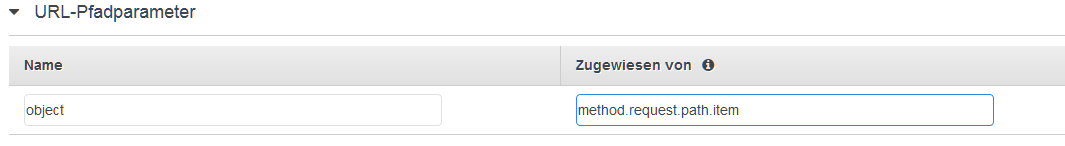 URL-Pfadparameter
Name Zugewiesen von
object method.request.path.item